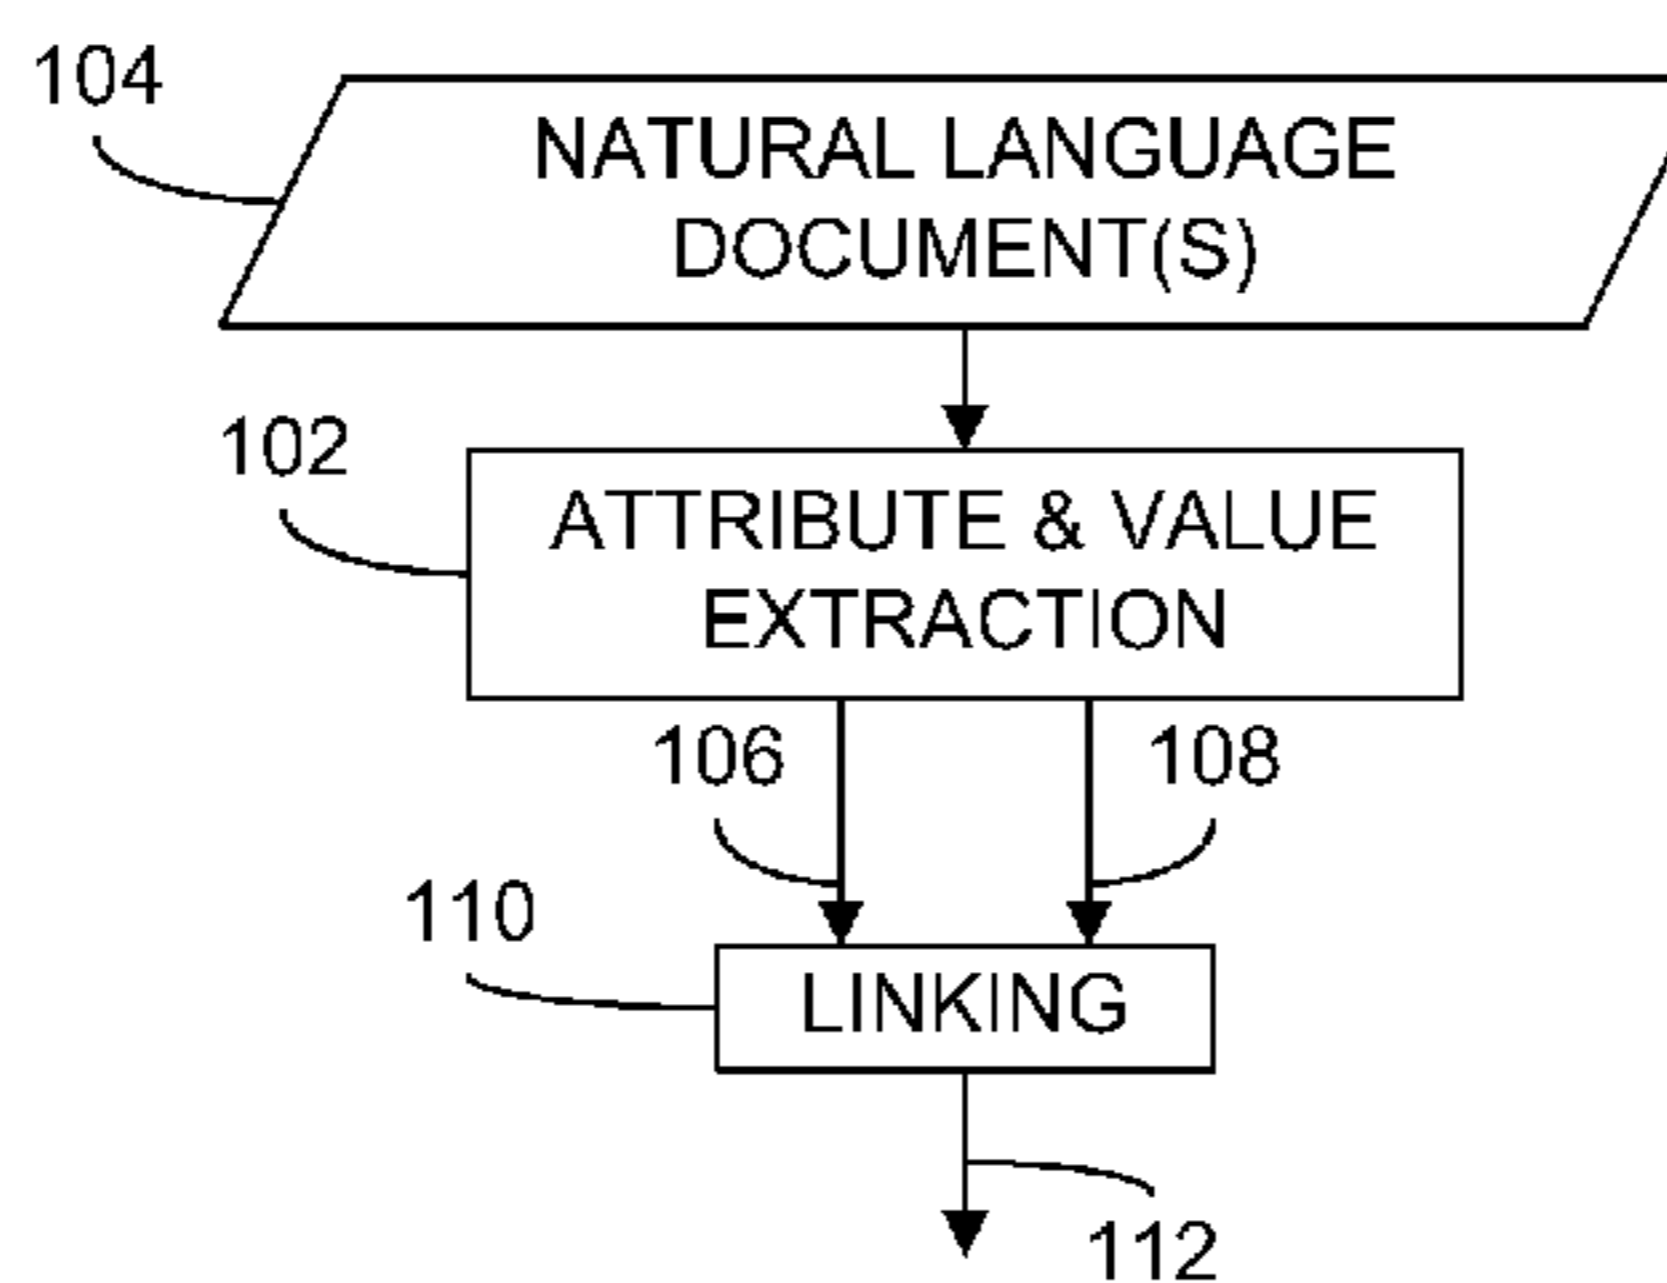 104
NATURAL LANGUAGE
DOCUMENT(S)
102
ATTRIBUTE & VALUE
EXTRACTION
106
108
110
LINKING
112